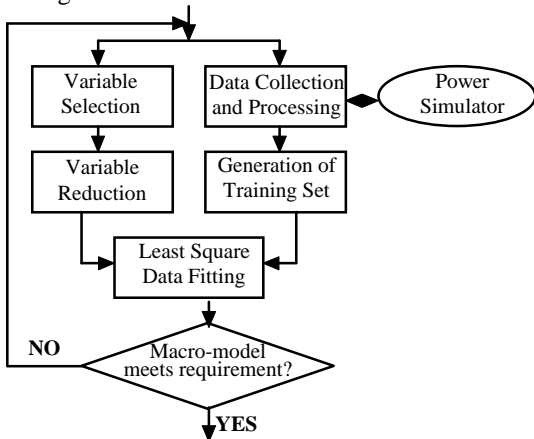 Variable
Selection
Data Collection
and Processing
Power
Simulator
Variable
Reduction
Generation of
Training Set
Least Square
Data Fitting
NO
Macro-model
meets requirement?
YES